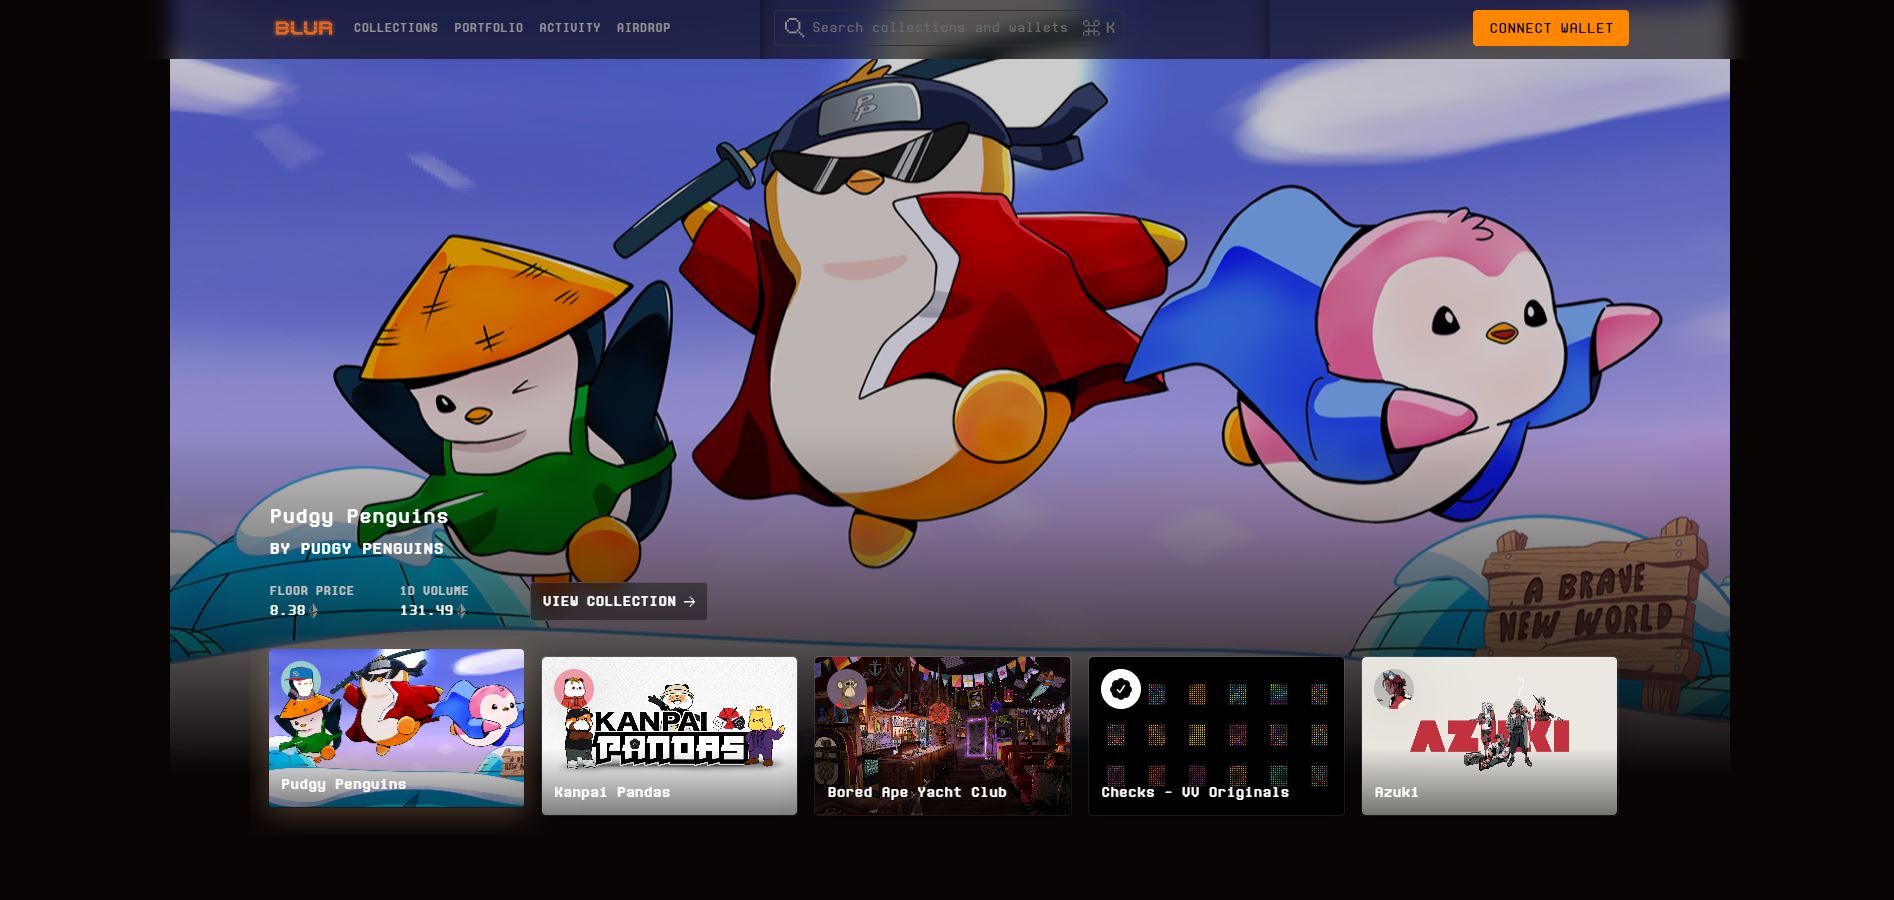 BLUR COLLECTIONS PORTFOLIO ACTIVITY AIRDROP Search collections and wallets ⌘ K CONNECT WALLET
Pudgy Penguins
BY PUDGY PENGUINS
FLOOR PRICE 1D VOLUME
8.38 131.49
VIEW COLLECTION →
A BRAVE
NEW WORLD
KANPAI
PANDAS
AZUKI
Pudgy Penguins
Kanpai Pandas
Bored Ape Yacht Club
Checks - VV Originals
Azuki